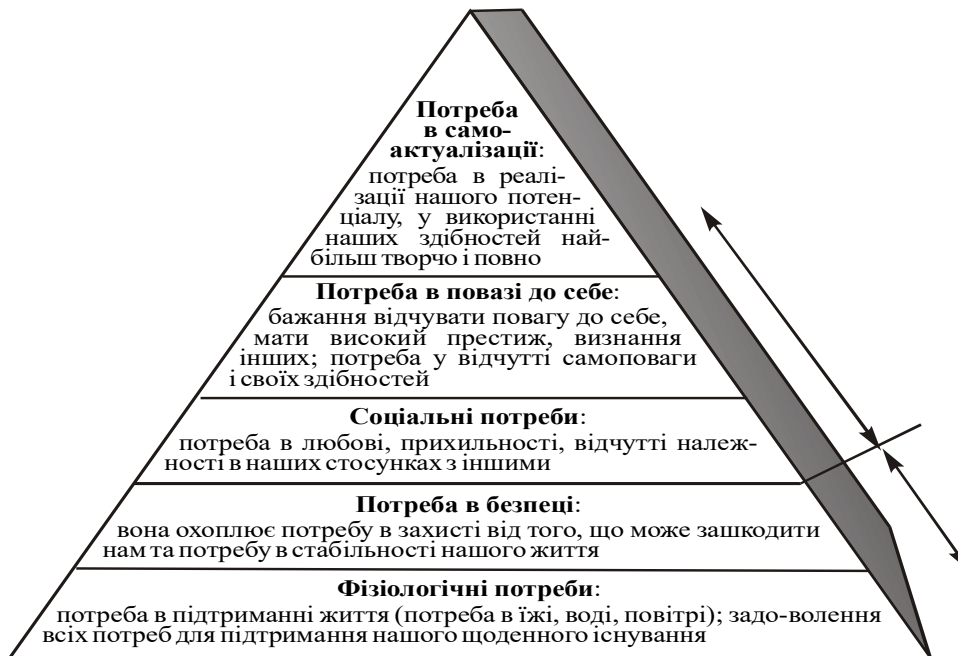 Потреба
в само-
актуалізації:
потреба в реалі-
зації нашого потен-
ціалу, у використанні
наших здібностей най-
більш творчо і повно
Потреба в повазі до себе:
бажання відчувати повагу до себе,
мати високий престиж, визнання
інших; потреба у відчутті самоповаги
і своїх здібностей
Соціальні потреби:
потреба в любові, прихильності, відчутті належ-
ності в наших стосунках з іншими
Потреба в безпеці:
вона охоплює потребу в захисті від того, що може зашкодити
нам та потребу в стабільності нашого життя
Фізіологічні потреби:
потреба в підтриманні життя (потреба в їжі, воді, повітрі); задо-волення
всіх потреб для підтримання нашого щоденного існування